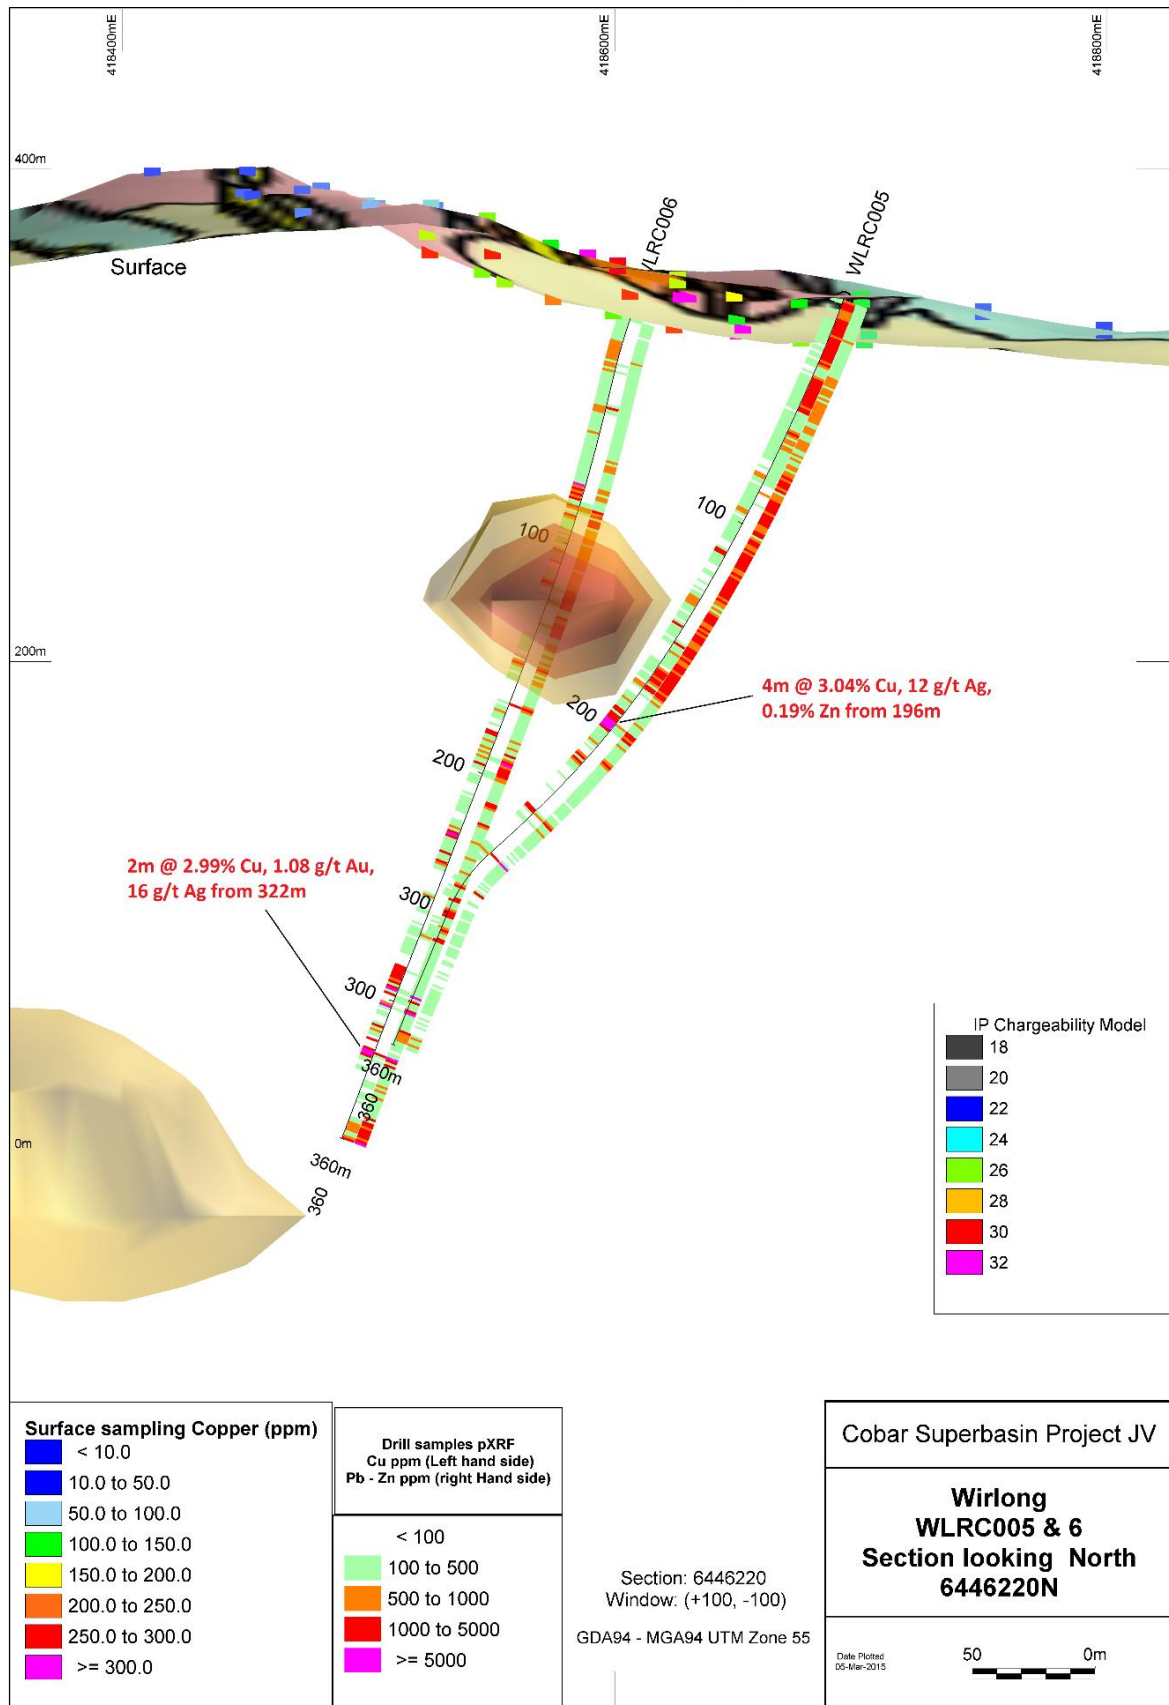 418400mE
418600mE
418800mE
400m
Surface
WLRC006
WLRC005
100
100
200m
4m @ 3.04% Cu, 12 g/t Ag,
0.19% Zn from 196m
200
200
2m @ 2.99% Cu, 1.08 g/t Au,
16 g/t Ag from 322m
300
300
360m
360
0m
360m
360
IP Chargeability Model
18
20
22
24
26
28
30
32
Surface sampling Copper (ppm)
< 10.0
10.0 to 50.0
50.0 to 100.0
100.0 to 150.0
150.0 to 200.0
200.0 to 250.0
250.0 to 300.0
>= 300.0
Drill samples pXRF
Cu ppm (Left hand side)
Pb - Zn ppm (right Hand side)
< 100
100 to 500
500 to 1000
1000 to 5000
>= 5000
Section: 6446220
Window: (+100, -100)
GDA94 - MGA94 UTM Zone 55
Cobar Superbasin Project JV
Wirlong
WLRC005 & 6
Section looking North
6446220N
Date Plotted
05-Mar-2015
50 0m